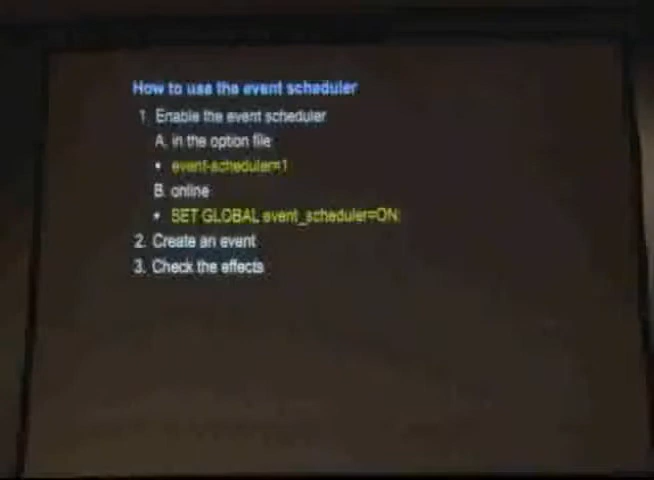 How to use the event scheduler
1 Enable the event scheduler
A. in the option file
• event-scheduler=1
B. online
• SET GLOBAL event_scheduler=ON;
2. Create an event
3. Check the effects